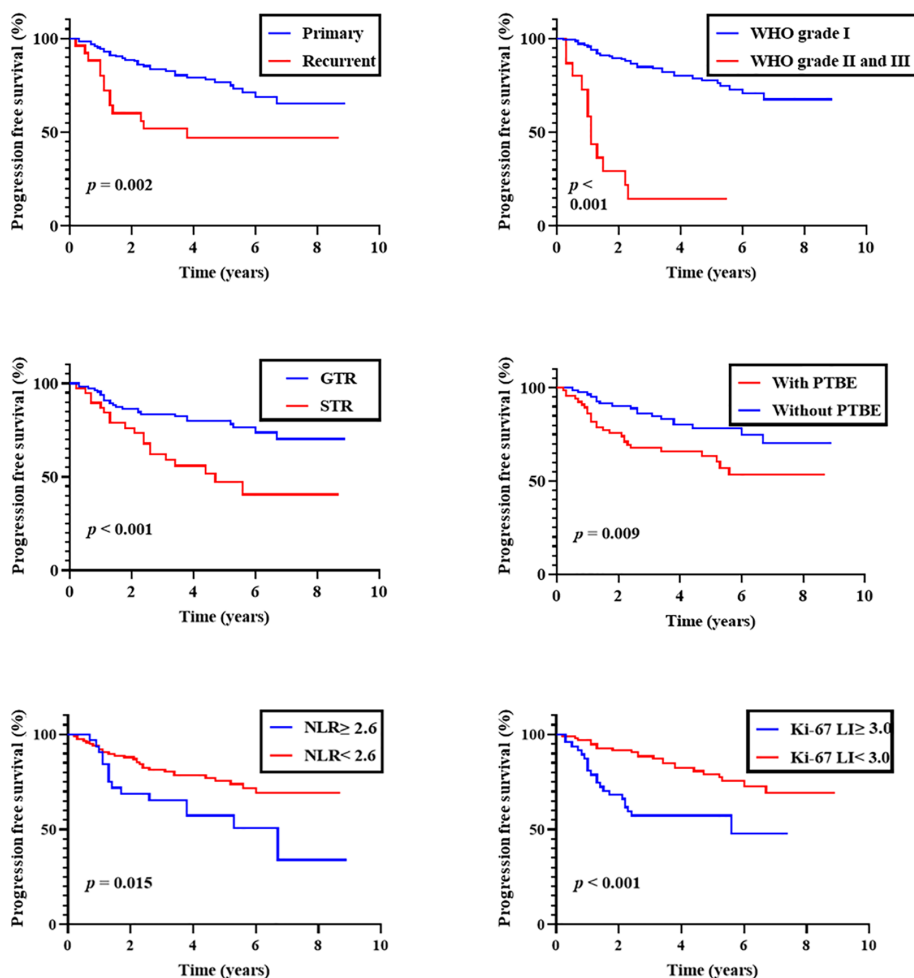 Progression free survival (%)
100
50
0
Primary
Recurrent
p = 0.002
0 2 4 6 8 10
Time (years)
Progression free survival (%)
100
50
0
WHO grade I
WHO grade II and III
p <
0.001
0 2 4 6 8 10
Time (years)
Progression free survival (%)
100
50
0
GTR
STR
p < 0.001
0 2 4 6 8 10
Time (years)
Progression free survival (%)
100
50
0
With PTBE
Without PTBE
p = 0.009
0 2 4 6 8 10
Time (years)
Progression free survival (%)
100
50
0
NLR≥ 2.6
NLR< 2.6
p = 0.015
0 2 4 6 8 10
Time (years)
Progression free survival (%)
100
50
0
Ki-67 LI≥ 3.0
Ki-67 LI< 3.0
p < 0.001
0 2 4 6 8 10
Time (years)